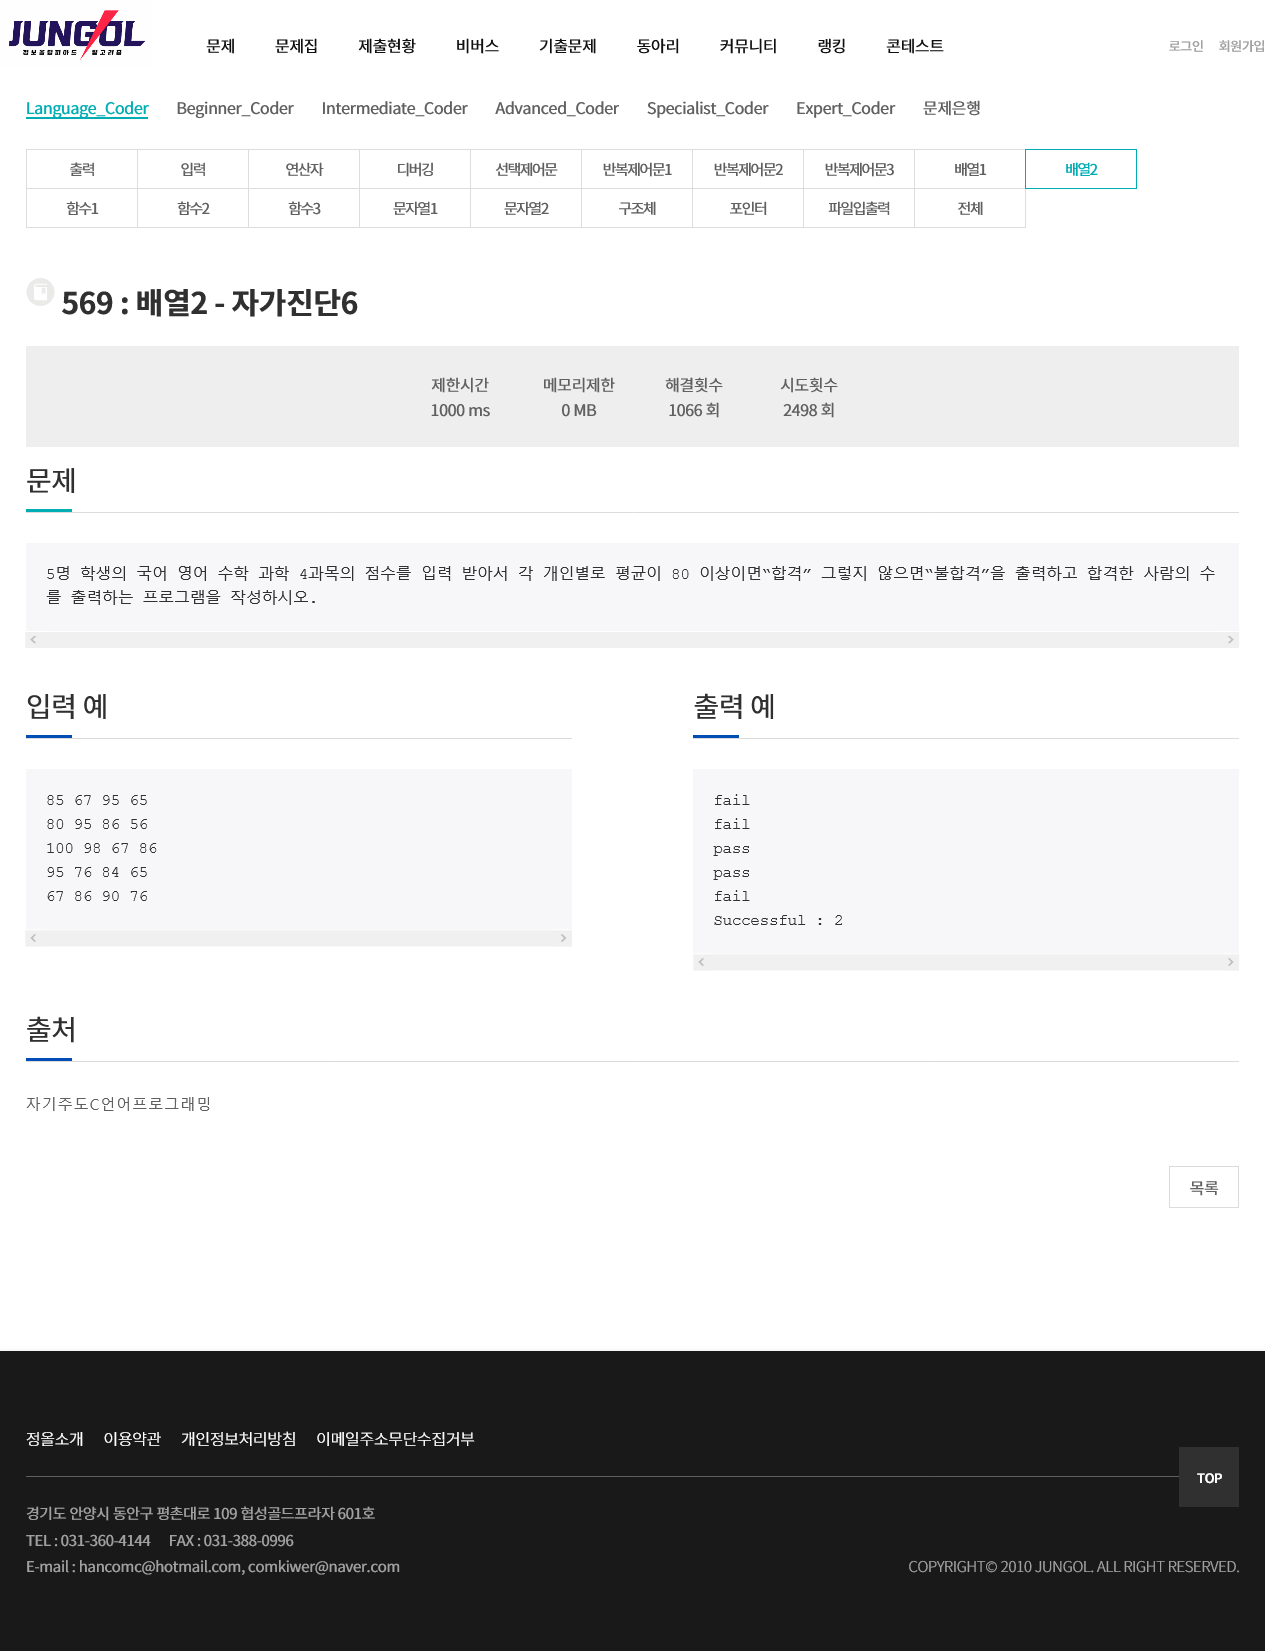 JUNGOL
정보올림피아드 알고리즘
문제 문제집 제출현황 비버스 기출문제 동아리 커뮤니티 랭킹 콘테스트
로그인 회원가입
Language_Coder Beginner_Coder Intermediate_Coder Advanced_Coder Specialist_Coder Expert_Coder 문제은행
출력 입력 연산자 디버깅 선택제어문 반복제어문1 반복제어문2 반복제어문3 배열1 배열2
함수1 함수2 함수3 문자열1 문자열2 구조체 포인터 파일입출력 전체
569 : 배열2 - 자가진단6
제한시간 메모리제한 해결횟수 시도횟수
1000 ms 0 MB 1066 회 2498 회
문제
5명 학생의 국어 영어 수학 과학 4과목의 점수를 입력 받아서 각 개인별로 평균이 80 이상이면“합격” 그렇지 않으면“불합격”을 출력하고 합격한 사람의 수
를 출력하는 프로그램을 작성하시오.
입력 예
85 67 95 65
80 95 86 56
100 98 67 86
95 76 84 65
67 86 90 76
출력 예
fail
fail
pass
pass
fail
Successful : 2
출처
자기주도C언어프로그래밍
목록
정올소개 이용약관 개인정보처리방침 이메일주소무단수집거부
TOP
경기도 안양시 동안구 평촌대로 109 협성골드프라자 601호
TEL : 031-360-4144 FAX : 031-388-0996
E-mail : hancomc@hotmail.com, comkiwer@naver.com
COPYRIGHT© 2010 JUNGOL. ALL RIGHT RESERVED.